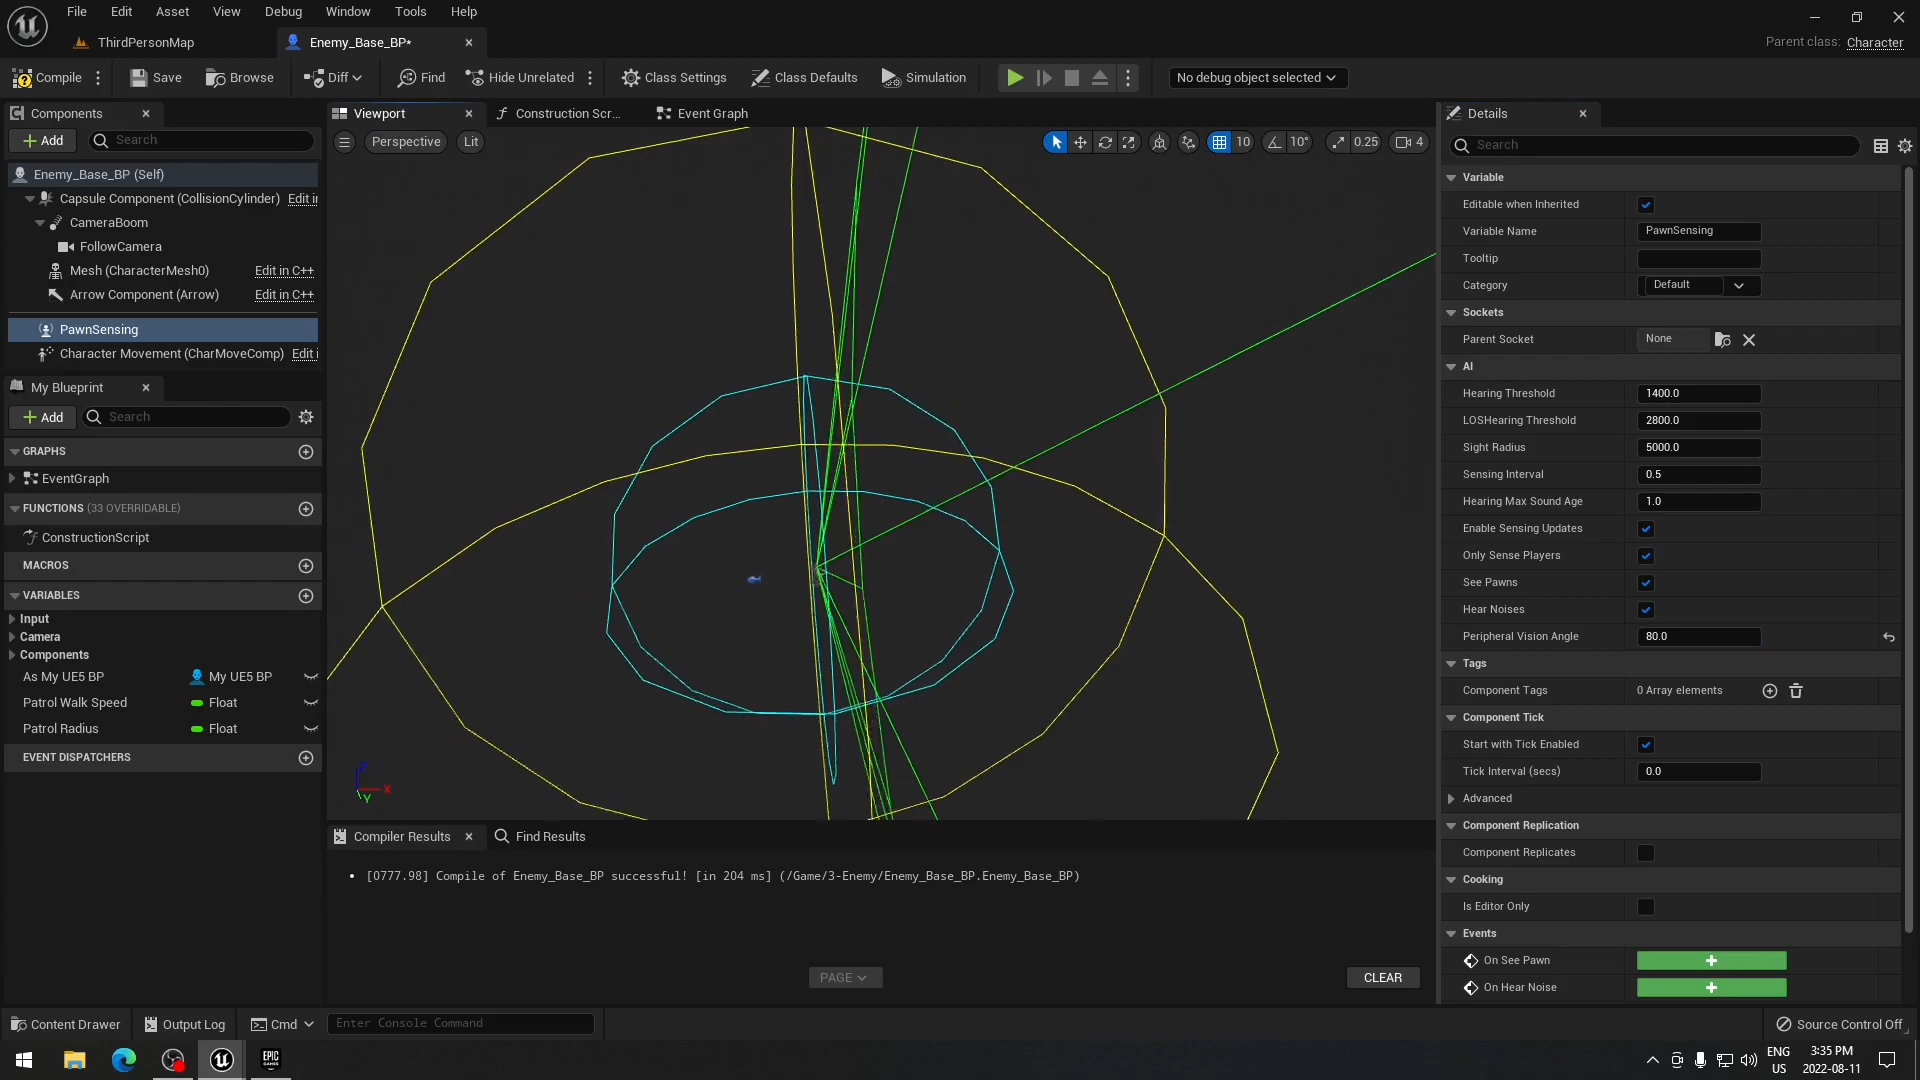 File Edit Asset View Debug Window Tools Help
ThirdPersonMap
Enemy_Base_BP*
Parent class: Character
Compile
Save
Browse
Diff
Find
Hide Unrelated
Class Settings
Class Defaults
Simulation
No debug object selected
Components
Add
Search
Enemy_Base_BP (Self)
Capsule Component (CollisionCylinder) Edit i
CameraBoom
FollowCamera
Mesh (CharacterMesh0) Edit in C++
Arrow Component (Arrow) Edit in C++
PawnSensing
Character Movement (CharMoveComp) Edit i
My Blueprint
Add
Search
GRAPHS
EventGraph
FUNCTIONS (33 OVERRIDABLE)
ConstructionScript
MACROS
VARIABLES
Input
Camera
Components
As My UE5 BP My UE5 BP
Patrol Walk Speed Float
Patrol Radius Float
EVENT DISPATCHERS
Viewport
Construction Scr...
Event Graph
Perspective
Lit
10
10°
0.25
4
Z
X
Y
Compiler Results
Find Results
• [0777.98] Compile of Enemy_Base_BP successful! [in 204 ms] (/Game/3-Enemy/Enemy_Base_BP.Enemy_Base_BP)
PAGE
CLEAR
Details
Search
Variable
Editable when Inherited
Variable Name PawnSensing
Tooltip
Category Default
Sockets
Parent Socket None
AI
Hearing Threshold 1400.0
LOSHearing Threshold 2800.0
Sight Radius 5000.0
Sensing Interval 0.5
Hearing Max Sound Age 1.0
Enable Sensing Updates
Only Sense Players
See Pawns
Hear Noises
Peripheral Vision Angle 80.0
Tags
Component Tags 0 Array elements
Component Tick
Start with Tick Enabled
Tick Interval (secs) 0.0
Advanced
Component Replication
Component Replicates
Cooking
Is Editor Only
Events
On See Pawn
On Hear Noise
Content Drawer
Output Log
Cmd
Enter Console Command
Source Control Off
EPIC
GAMES
ENG
US
3:35 PM
2022-08-11